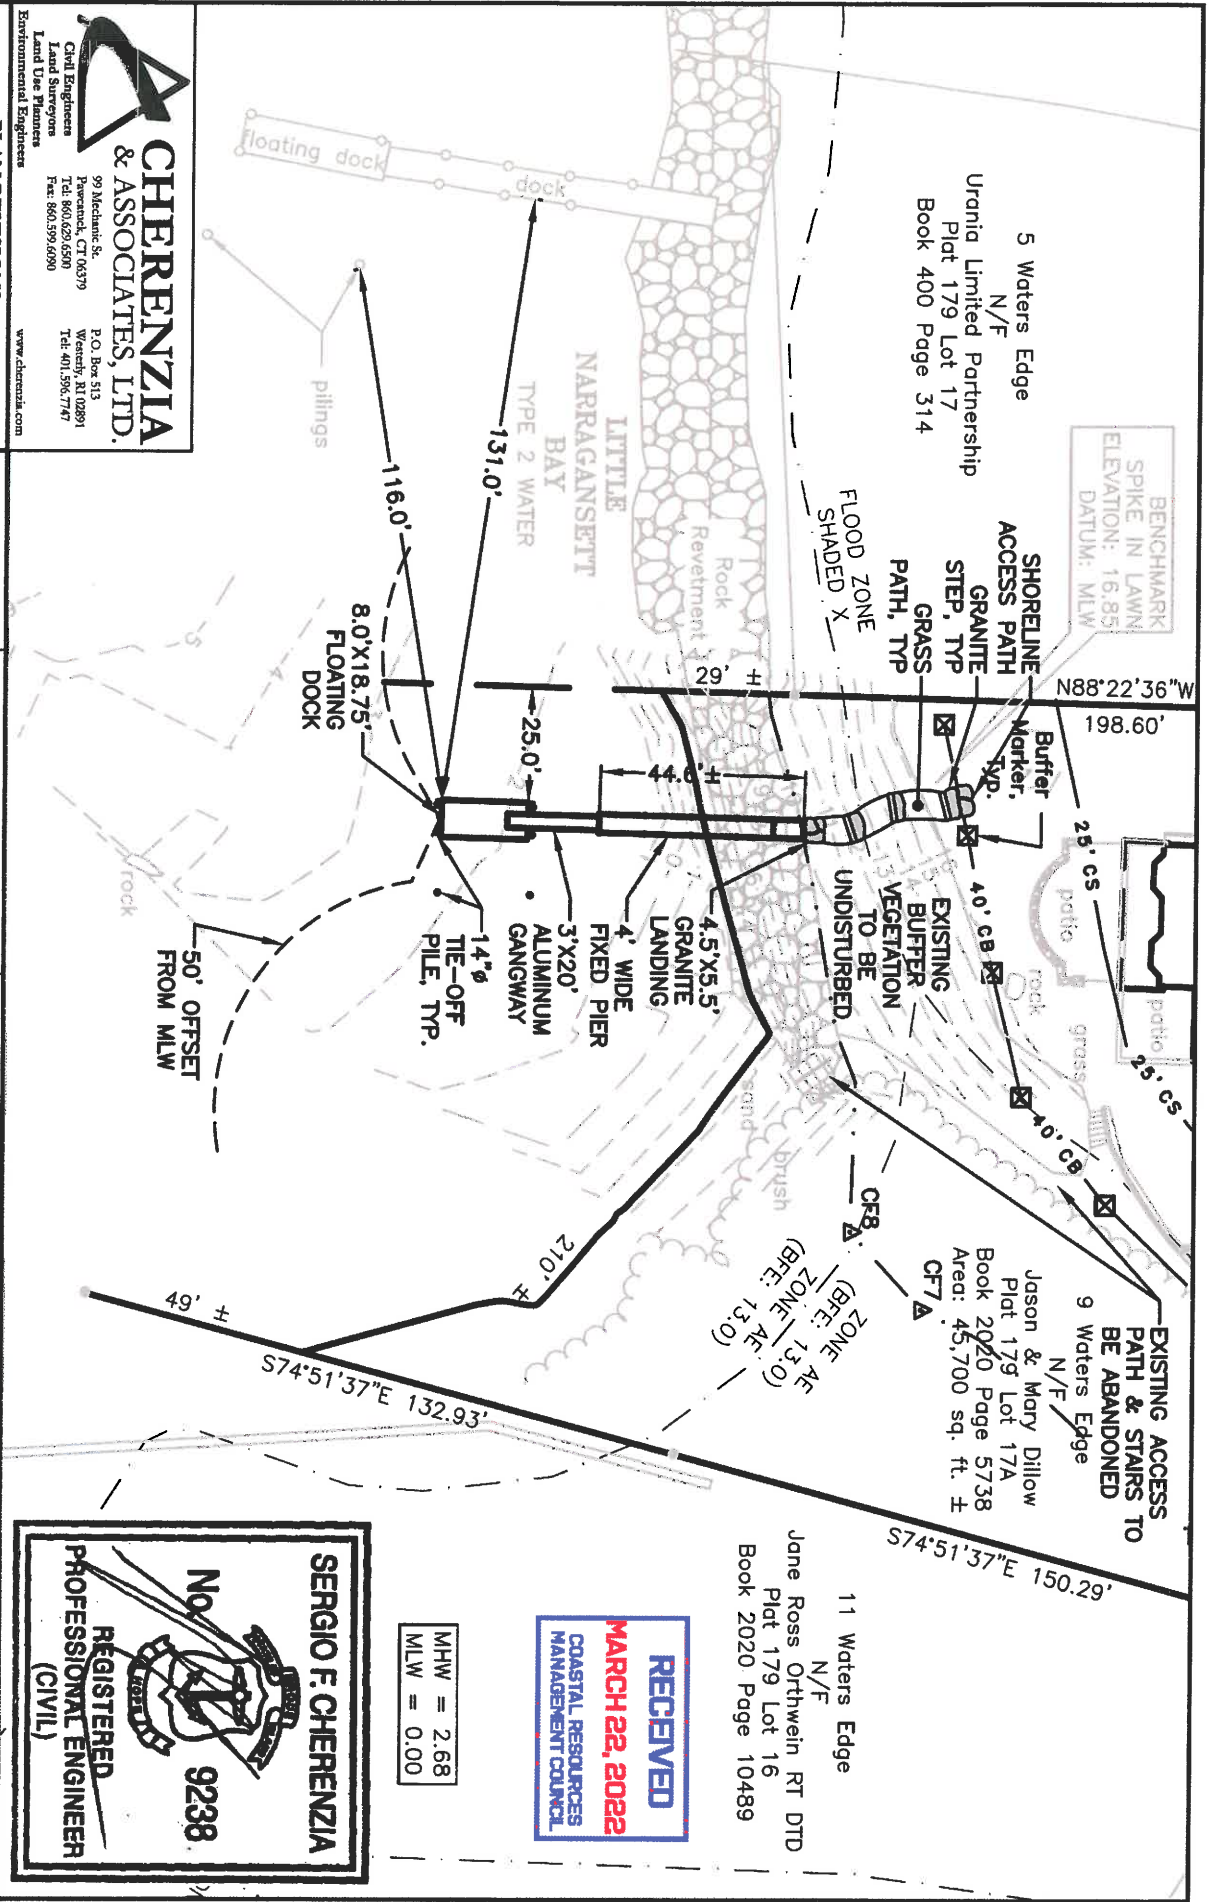 5 Waters Edge
N/F
Urania Limited Partnership
Plat 179 Lot 17
Book 400 Page 314
BENCHMARK
SPIKE IN LAWN
ELEVATION: 16.85
DATUM: MLW
SHORELINE
ACCESS PATH
GRANITE
STEP, TYP
GRASS
PATH, TYP
FLOOD ZONE
SHADED X
N88°22'36"W
198.60'
Buffer
Marker,
Typ.
25' CS
25' CS
patio
patio
rock
grass
40' CB
40' CB
EXISTING
BUFFER
VEGETATION
TO BE
UNDISTURBED.
EXISTING ACCESS
PATH & STAIRS TO
BE ABANDONED
9 Waters Edge
N/F
Jason & Mary Dillow
Plat 179 Lot 17A
Book 2020 Page 5738
Area: 45,700 sq. ft. ±
CF7
CF8
ZONE AE
(BFE: 13.0)
ZONE AE
(BFE: 13.0)
S74°51'37"E 150.29'
11 Waters Edge
N/F
Jane Ross Orthwein RT DTD
Plat 179 Lot 16
Book 2020 Page 10489
Rock
Revetment
29' ±
44.6'±
25.0'
4.5'X5.5'
GRANITE
LANDING
4' WIDE
FIXED PIER
3'X20'
ALUMINUM
GANGWAY
14"ø
TIE-OFF
PILE, TYP.
8.0'X18.75'
FLOATING
DOCK
50' OFFSET
FROM MLW
sand
brush
rock
210' ±
49' ±
S74°51'37"E 132.93'
LITTLE
NARRAGANSETT
BAY
TYPE 2 WATER
floating dock
dock
pilings
131.0'
116.0'
RECEIVED
MARCH 22, 2022
COASTAL RESOURCES
MANAGEMENT COUNCIL
MHW = 2.68
MLW = 0.00
SERGIO F. CHERENZIA
No. 9238
HOPE
REGISTERED
PROFESSIONAL ENGINEER
(CIVIL)
CHERENZIA
& ASSOCIATES, LTD.
Civil Engineers
Land Surveyors
Land Use Planners
Environmental Engineers
99 Mechanic St.
Pawcatuck, CT 06379
Tel: 860.629.6500
Fax: 860.599.6090
P.O. Box 513
Westerly, RI 02891
Tel: 401.596.7747
www.cherenzia.com